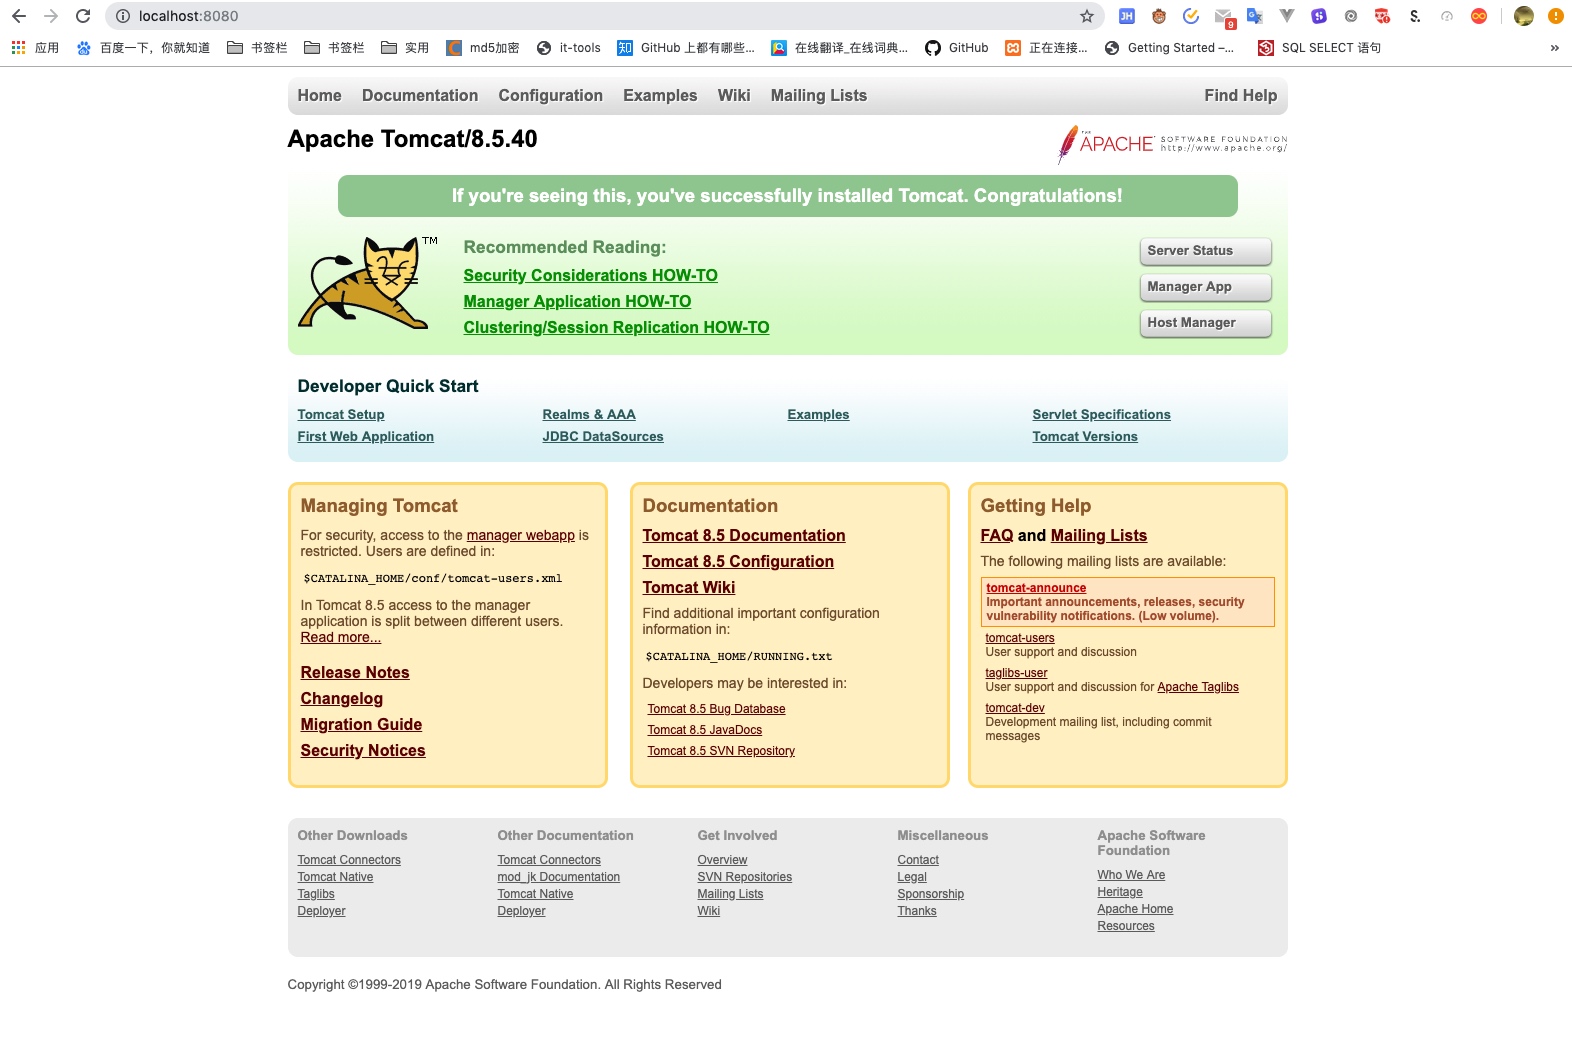 localhost:8080
JH
9
S.
应用
百度一下，你就知道
书签栏
书签栏
实用
C
md5加密
it-tools
知
GitHub 上都有哪些...
在线翻译_在线词典...
GitHub
正在连接...
Getting Started –...
SQL SELECT 语句
»
Home Documentation Configuration Examples Wiki Mailing Lists Find Help
Apache Tomcat/8.5.40
THE
APACHE
SOFTWARE FOUNDATION
http://www.apache.org/
If you're seeing this, you've successfully installed Tomcat. Congratulations!
TM
Recommended Reading:
Security Considerations HOW-TO
Manager Application HOW-TO
Clustering/Session Replication HOW-TO
Server Status
Manager App
Host Manager
Developer Quick Start
Tomcat Setup
First Web Application
Realms & AAA
JDBC DataSources
Examples
Servlet Specifications
Tomcat Versions
Managing Tomcat
For security, access to the manager webapp is
restricted. Users are defined in:
$CATALINA_HOME/conf/tomcat-users.xml
In Tomcat 8.5 access to the manager
application is split between different users.
Read more...
Release Notes
Changelog
Migration Guide
Security Notices
Documentation
Tomcat 8.5 Documentation
Tomcat 8.5 Configuration
Tomcat Wiki
Find additional important configuration
information in:
$CATALINA_HOME/RUNNING.txt
Developers may be interested in:
Tomcat 8.5 Bug Database
Tomcat 8.5 JavaDocs
Tomcat 8.5 SVN Repository
Getting Help
FAQ and Mailing Lists
The following mailing lists are available:
tomcat-announce
Important announcements, releases, security
vulnerability notifications. (Low volume).
tomcat-users
User support and discussion
taglibs-user
User support and discussion for Apache Taglibs
tomcat-dev
Development mailing list, including commit
messages
Other Downloads
Tomcat Connectors
Tomcat Native
Taglibs
Deployer
Other Documentation
Tomcat Connectors
mod_jk Documentation
Tomcat Native
Deployer
Get Involved
Overview
SVN Repositories
Mailing Lists
Wiki
Miscellaneous
Contact
Legal
Sponsorship
Thanks
Apache Software
Foundation
Who We Are
Heritage
Apache Home
Resources
Copyright ©1999-2019 Apache Software Foundation. All Rights Reserved